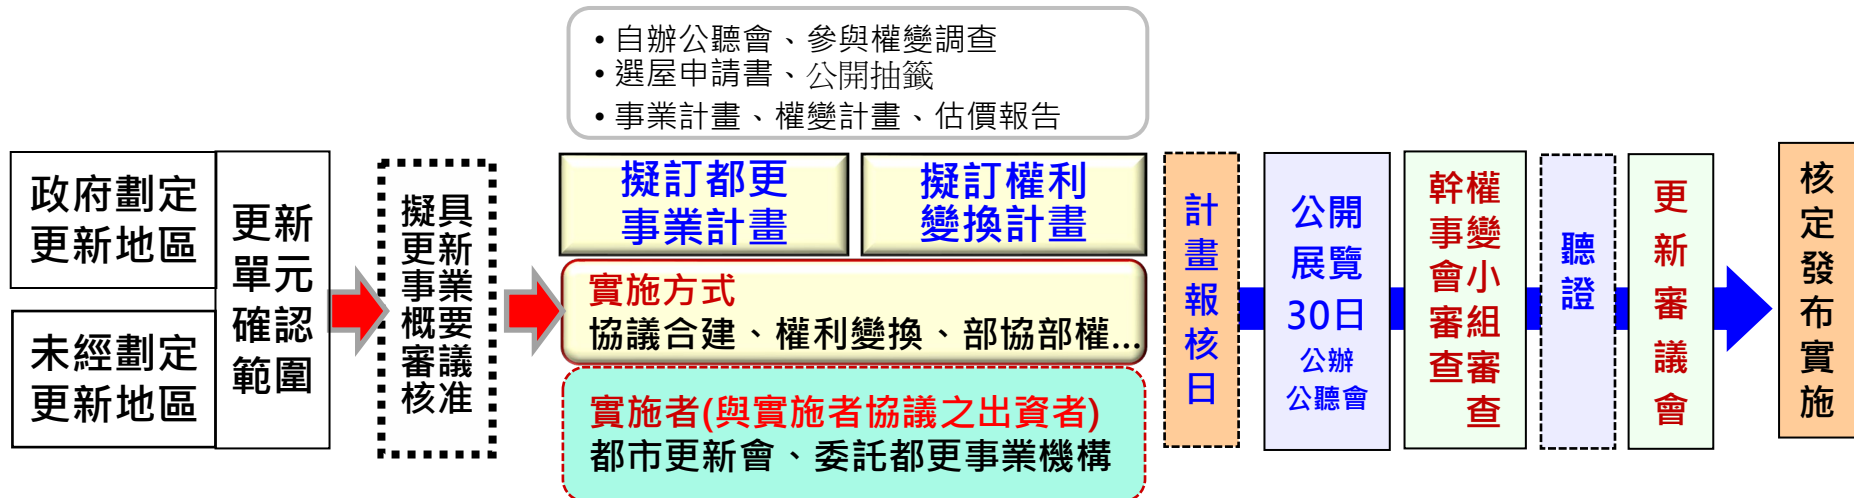 • 自辦公聽會、參與權變調查
• 選屋申請書、公開抽籤
• 事業計畫、權變計畫、估價報告
政府劃定
更新地區
未經劃定
更新地區
更新
單元
確認
範圍
擬具
更新
事業
概要
審議
核准
擬訂都更
事業計畫
擬訂權利
變換計畫
實施方式
協議合建、權利變換、部協部權...
實施者(與實施者協議之出資者)
都市更新會、委託都更事業機構
計畫報核日
公開
展覽
30日
公辦
公聽會
幹事會審查
權變小組審查
聽證
更新審議會
核定發布實施